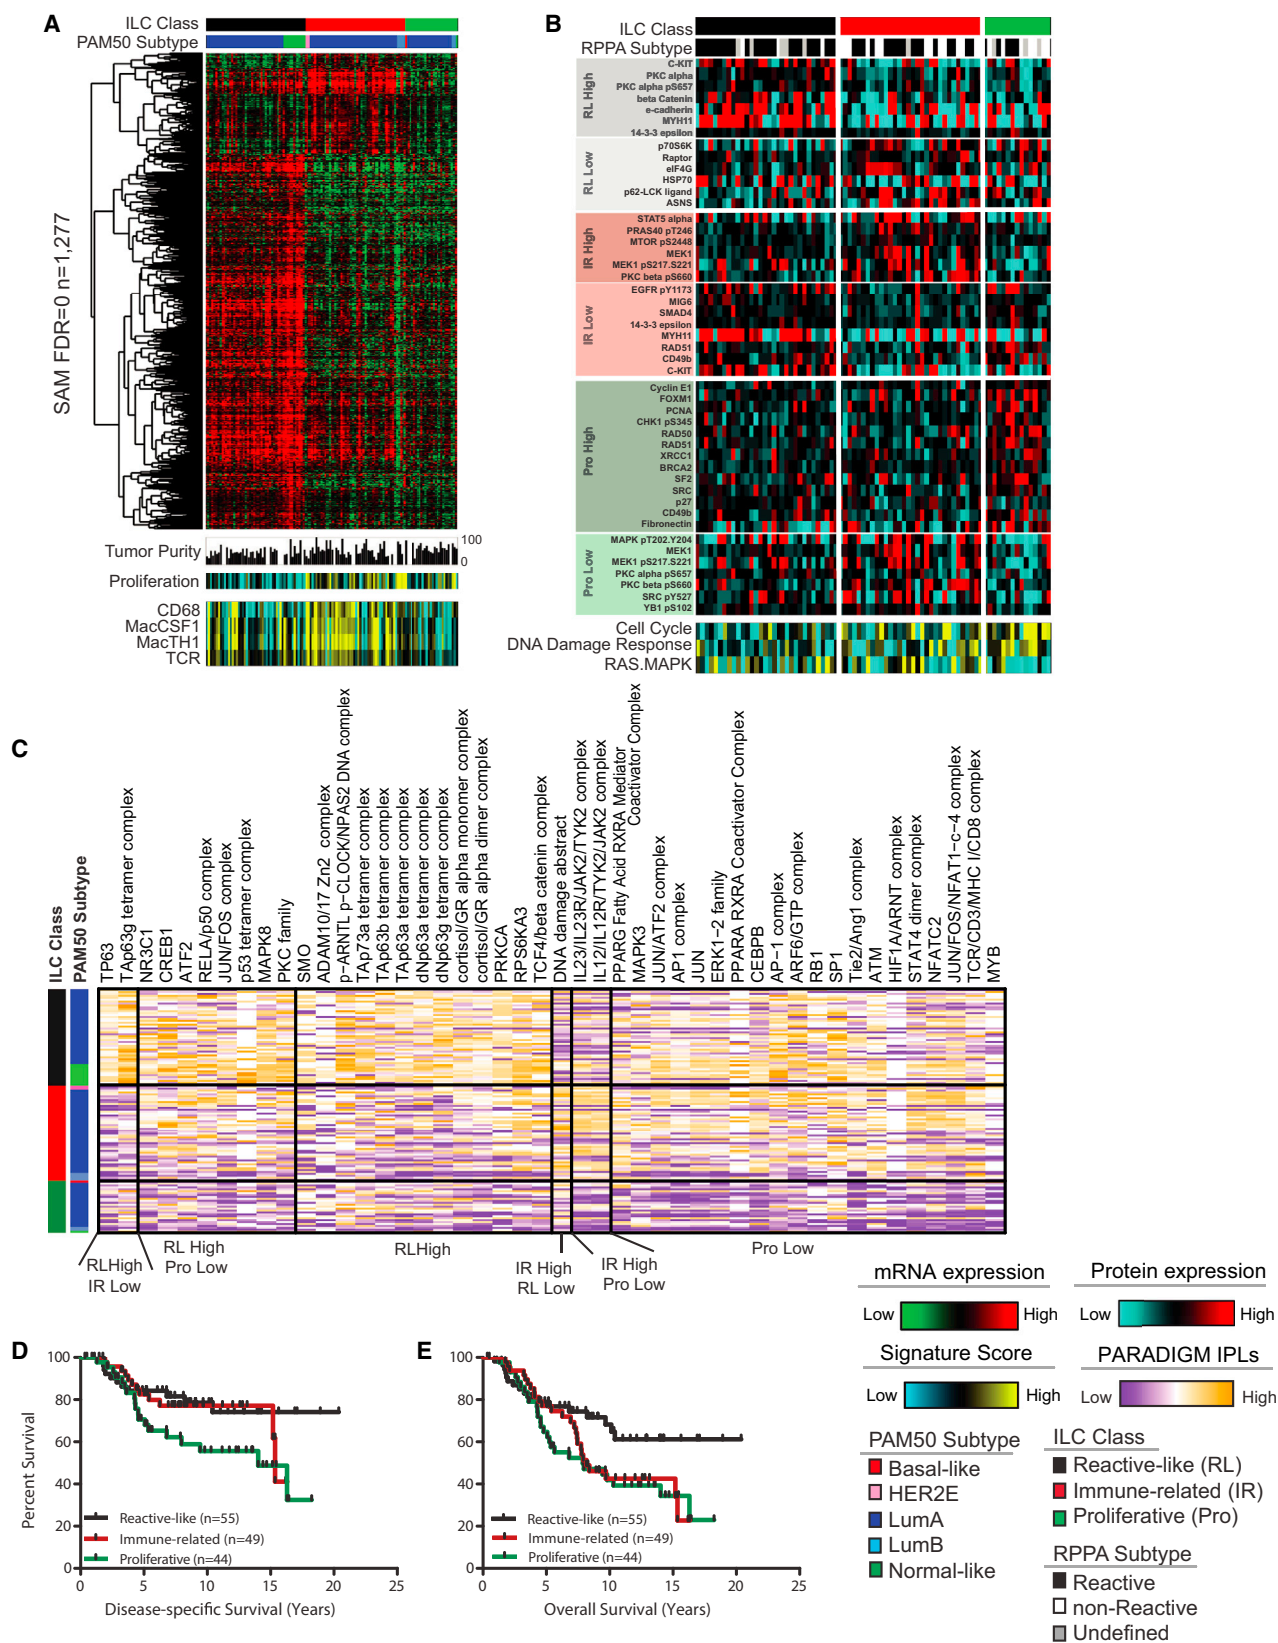 A
ILC Class
PAM50 Subtype
SAM FDR=0 n=1,277
Tumor Purity
100
0
Proliferation
CD68
MacCSF1
MacTH1
TCR
B
ILC Class
RPPA Subtype
RL High
C-KIT
PKC alpha
PKC alpha pS657
beta Catenin
e-cadherin
MYH11
14-3-3 epsilon
RL Low
p70S6K
Raptor
eIF4G
HSP70
p62-LCK ligand
ASNS
IR High
STAT5 alpha
PRAS40 pT246
MTOR pS2448
MEK1
MEK1 pS217.S221
PKC beta pS660
IR Low
EGFR pY1173
MIG6
SMAD4
14-3-3 epsilon
MYH11
RAD51
CD49b
C-KIT
Pro High
Cyclin E1
FOXM1
PCNA
CHK1 pS345
RAD50
RAD51
XRCC1
BRCA2
SF2
SRC
p27
CD49b
Fibronectin
Pro Low
MAPK pT202.Y204
MEK1
MEK1 pS217.S221
PKC alpha pS657
PKC beta pS660
SRC pY527
YB1 pS102
Cell Cycle
DNA Damage Response
RAS.MAPK
C
ILC Class
PAM50 Subtype
TP63
TAp63g tetramer complex
NR3C1
CREB1
ATF2
RELA/p50 complex
JUN/FOS complex
p53 tetramer complex
MAPK8
PKC family
SMO
ADAM10/17 Zn2  complex
p-ARNTL p-CLOCK/NPAS2 DNA complex
TAp73a tetramer complex
TAp63b tetramer complex
TAp63a tetramer complex
dNp63a tetramer complex
dNp63g tetramer complex
cortisol/GR alpha monomer complex
cortisol/GR alpha dimer complex
PRKCA
RPS6KA3
TCF4/beta catenin complex
DNA damage abstract
IL23/IL23R/JAK2/TYK2 complex
IL12/IL12R/TYK2/JAK2 complex
PPARG Fatty Acid RXRA Mediator
Coactivator Complex
MAPK3
JUN/ATF2 complex
AP1 complex
JUN
ERK1-2 family
PPARA RXRA Coactivator Complex
CEBPB
AP-1 complex
ARF6/GTP complex
RB1
SP1
Tie2/Ang1 complex
ATM
HIF1A/ARNT complex
STAT4 dimer complex
NFATC2
JUN/FOS/NFAT1-c-4 complex
TCR/CD3/MHC I/CD8 complex
MYB
RLHigh
IR Low
RL High
Pro Low
RLHigh
IR High
RL Low
IR High
Pro Low
Pro Low
mRNA expression
Low
High
Protein expression
Low
High
Signature Score
Low
High
PARADIGM IPLs
Low
High
PAM50 Subtype
Basal-like
HER2E
LumA
LumB
Normal-like
ILC Class
Reactive-like (RL)
Immune-related (IR)
Proliferative (Pro)
RPPA Subtype
Reactive
non-Reactive
Undefined
D
Percent Survival
100
80
60
40
20
0
Reactive-like (n=55)
Immune-related (n=49)
Proliferative (n=44)
0 5 10 15 20 25
Disease-specific Survival (Years)
E
100
80
60
40
20
0
Reactive-like (n=55)
Immune-related (n=49)
Proliferative (n=44)
0 5 10 15 20 25
Overall Survival (Years)